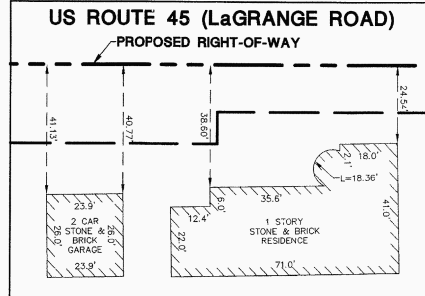 US ROUTE 45 (LaGRANGE ROAD)
PROPOSED RIGHT-OF-WAY
41.13'
40.77'
38.60'
24.54'
2.1'
18.0'
L=18.36'
23.9'
35.6'
6.0'
12.4'
26.0'
2 CAR
STONE &
BRICK
GARAGE
26.0'
22.0'
1 STORY
STONE & BRICK
RESIDENCE
41.0'
23.9'
71.0'